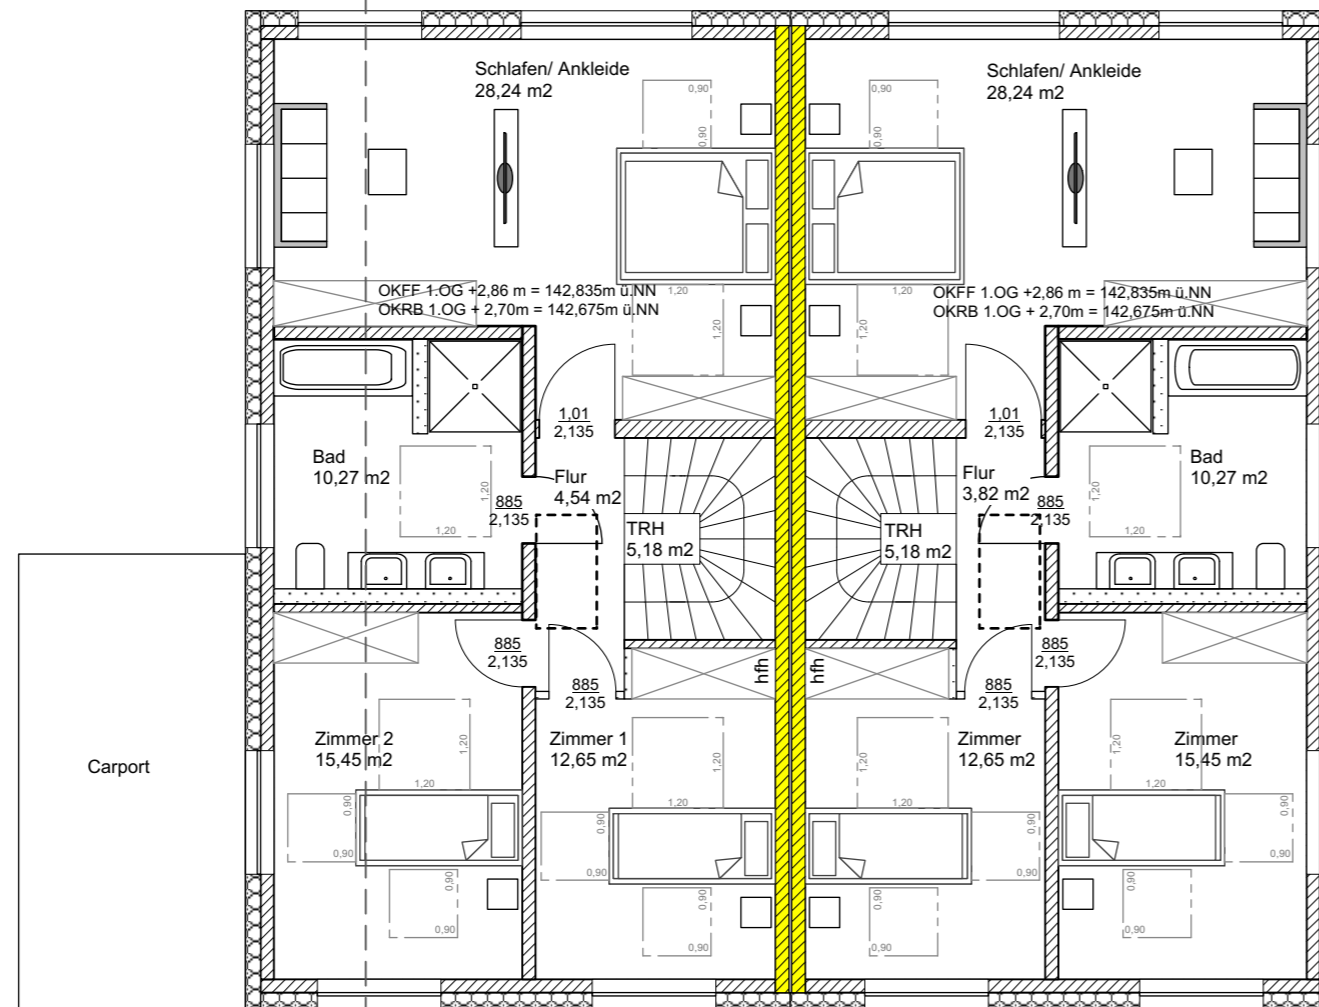 Schlafen/ Ankleide
28,24 m2
0,90
0,90
1,20
1,20
OKFF 1.OG +2,86 m = 142,835m ü.NN
OKRB 1.OG + 2,70m = 142,675m ü.NN
Schlafen/ Ankleide
28,24 m2
0,90
0,90
1,20
1,20
OKFF 1.OG +2,86 m = 142,835m ü.NN
OKRB 1.OG + 2,70m = 142,675m ü.NN
1,01
2,135
1,01
2,135
Bad
10,27 m2
1,20
1,20
885
2,135
Flur
4,54 m2
TRH
5,18 m2
TRH
5,18 m2
Flur
3,82 m2
885
2,135
Bad
10,27 m2
1,20
1,20
885
2,135
885
2,135
hfh
hfh
885
2,135
885
2,135
Carport
Zimmer 2
15,45 m2
1,20
1,20
0,90
0,90
0,90
0,90
Zimmer 1
12,65 m2
1,20
1,20
0,90
0,90
0,90
0,90
Zimmer
12,65 m2
1,20
1,20
0,90
0,90
0,90
0,90
Zimmer
15,45 m2
1,20
1,20
0,90
0,90
0,90
0,90